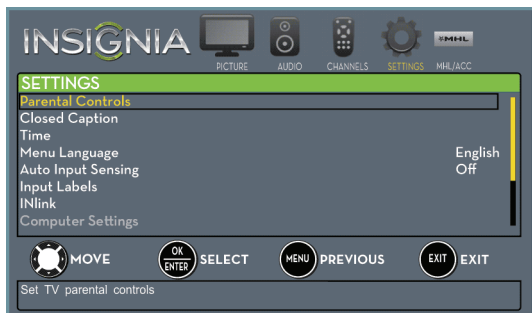 INSIGNIA
MHL
PICTURE AUDIO CHANNELS SETTINGS MHL/ACC
SETTINGS
Parental Controls
Closed Caption
Time
Menu Language English
Auto Input Sensing Off
Input Labels
INlink
Computer Settings
MOVE OK ENTER SELECT MENU PREVIOUS EXIT EXIT
Set TV parental controls